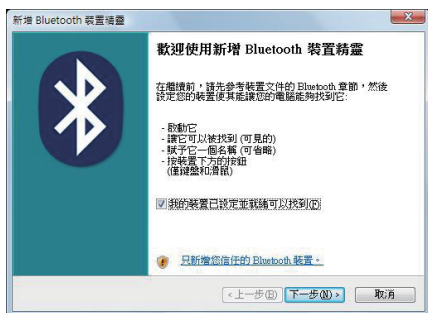 新增 Bluetooth 裝置精靈
歡迎使用新增 Bluetooth 裝置精靈
在繼續前，請先參考裝置文件的 Bluetooth 章節，然後
設定您的裝置使其能讓您的電腦能夠找到它:
- 啟動它
- 讓它可以被找到 (可見的)
- 賦予它一個名稱 (可省略)
- 按裝置下方的按鈕
(僅鍵盤和滑鼠)
我的裝置已設定並就緒可以找到(F)
只新增您信任的 Bluetooth 裝置。
<上一步(B) 下一步(N)> 取消